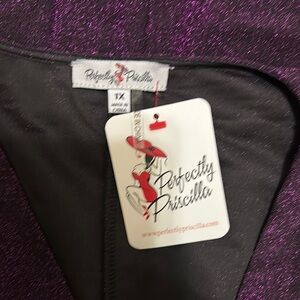 Perfectly Priscilla
1X
MADE IN
CHINA
Perfectly
Priscilla
www.perfectlypriscilla.com